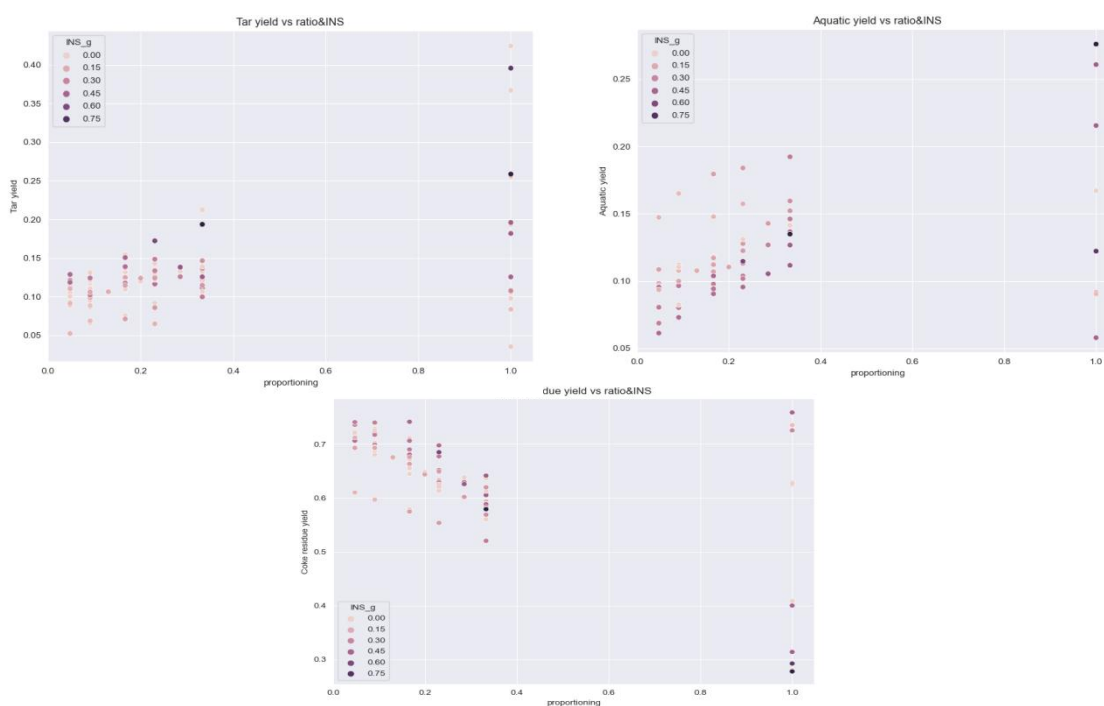 Tar yield vs ratio&INS
INS_g
0.00
0.15
0.30
0.45
0.60
0.75
0.40
0.35
0.30
0.25
0.20
0.15
0.10
0.05
Tar yield
0.0 0.2 0.4 0.6 0.8 1.0
proportioning
Aquatic yield vs ratio&INS
INS_g
0.00
0.15
0.30
0.45
0.60
0.75
0.25
0.20
0.15
0.10
0.05
Aquatic yield
0.0 0.2 0.4 0.6 0.8 1.0
proportioning
due yield vs ratio&INS
0.7
0.6
0.5
0.4
0.3
Coke residue yield
INS_g
0.00
0.15
0.30
0.45
0.60
0.75
0.0 0.2 0.4 0.6 0.8 1.0
proportioning